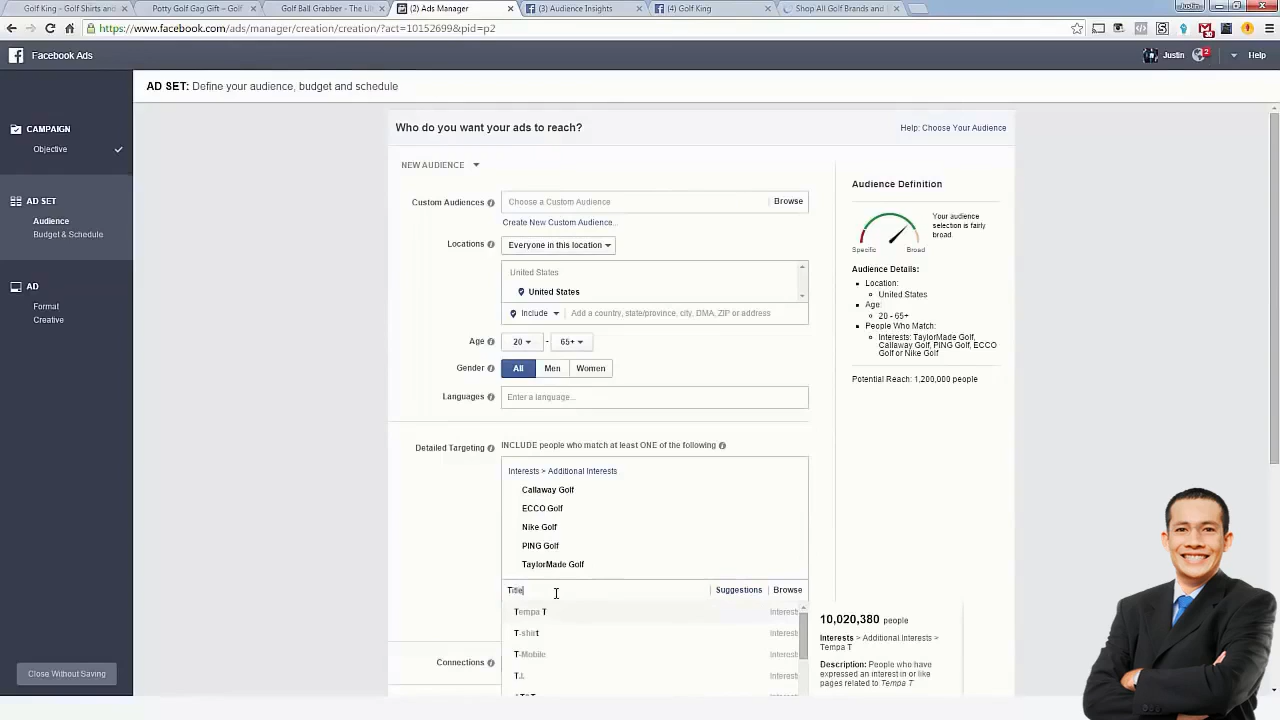 Golf King – Golf Shirts and
Potty Golf Gag Gift – Golf
Golf Ball Grabber - The Ul
(2) Ads Manager
(3) Audience Insights
(4) Golf King
Shop All Golf Brands and
Justin
https://www.facebook.com/ads/manager/creation/creation/?act=10152699&pid=p2
30
Facebook Ads
Justin
2
Help
AD SET: Define your audience, budget and schedule
CAMPAIGN
Objective
AD SET
Audience
Budget & Schedule
AD
Format
Creative
Close Without Saving
Who do you want your ads to reach?
Help: Choose Your Audience
NEW AUDIENCE
Custom Audiences
Choose a Custom Audience
Browse
Create New Custom Audience...
Locations
Everyone in this location
United States
United States
Include
Add a country, state/province, city, DMA, ZIP or address
Age
20
-
65+
Gender
All
Men
Women
Languages
Enter a language...
Detailed Targeting
INCLUDE people who match at least ONE of the following
Interests > Additional Interests
Callaway Golf
ECCO Golf
Nike Golf
PING Golf
TaylorMade Golf
Suggestions
Browse
Tempa T
Interests
T-shirt
Interests
T-Mobile
Interests
T.I.
Interests
Connections
Audience Definition
Your audience
selection is fairly
broad.
Specific
Broad
Audience Details:
Location:
United States
Age:
20 - 65+
People Who Match:
Interests: TaylorMade Golf,
Callaway Golf, PING Golf, ECCO
Golf or Nike Golf
Potential Reach: 1,200,000 people
10,020,380 people
Interests > Additional Interests >
Tempa T
Description: People who have
expressed an interest in or like
pages related to Tempa T